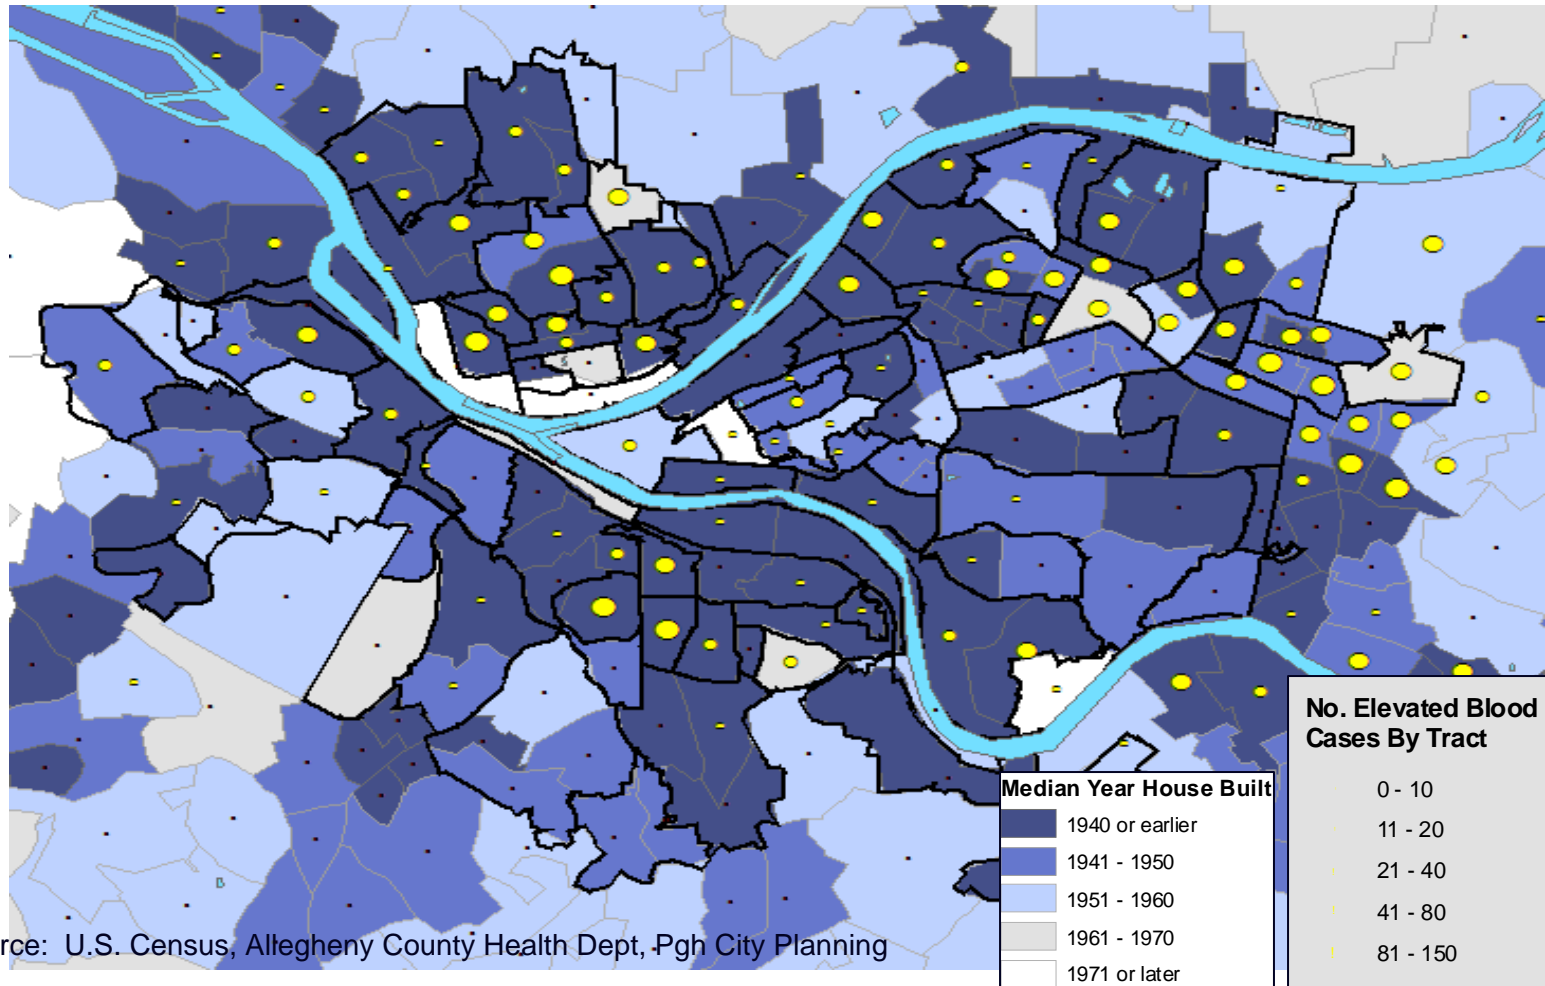 No. Elevated Blood
Cases By Tract
0 - 10
11 - 20
21 - 40
41 - 80
81 - 150
Median Year House Built
1940 or earlier
1941 - 1950
1951 - 1960
1961 - 1970
1971 or later
rce: U.S. Census, Allegheny County Health Dept, Pgh City Planning